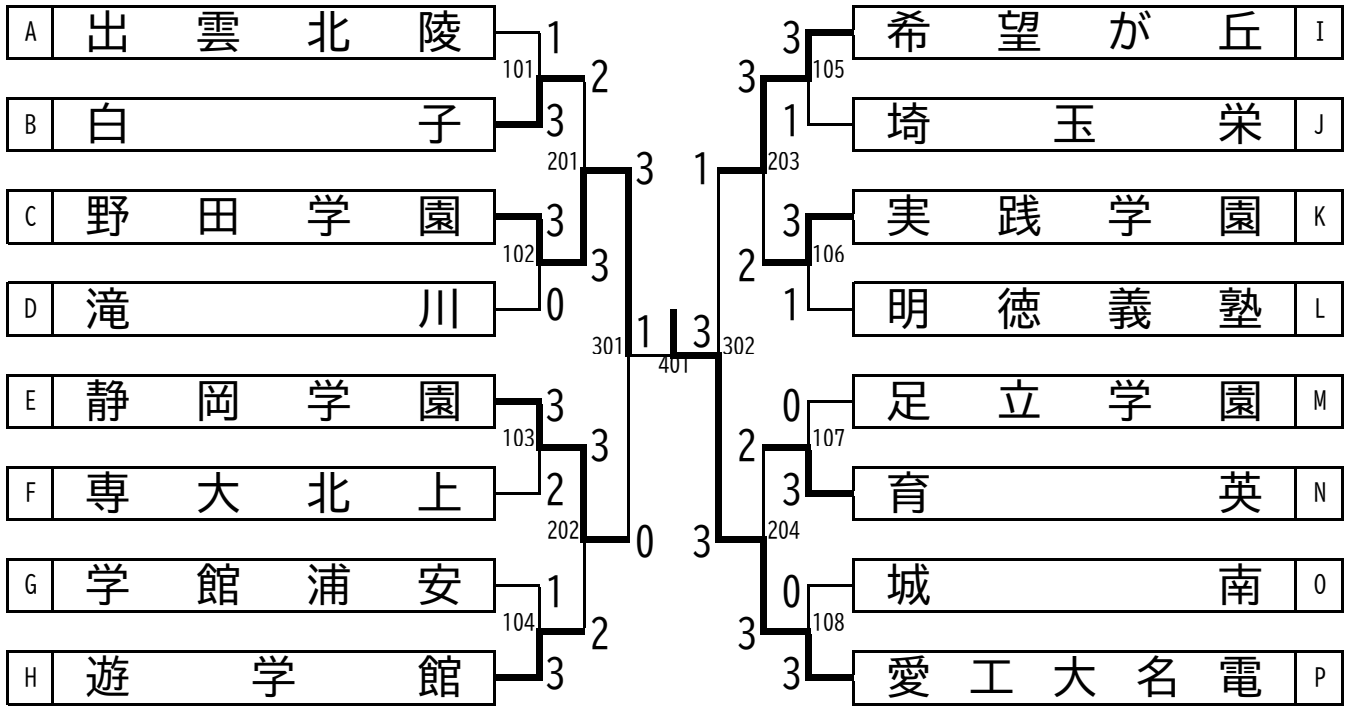 A 出雲北陵 1 3 希望が丘 I
101 2 3 105
B 白子 3 1 埼玉栄 J
201 3 1 203
C 野田学園 3 3 実践学園 K
102 3 2 106
D 滝川 0 1 明徳義塾 L
301 1 401 3 302
E 静岡学園 3 0 足立学園 M
103 3 2 107
F 専大北上 2 3 育英 N
202 0 3 204
G 学館浦安 1 0 城南 O
104 2 3 108
H 遊学館 3 3 愛工大名電 P